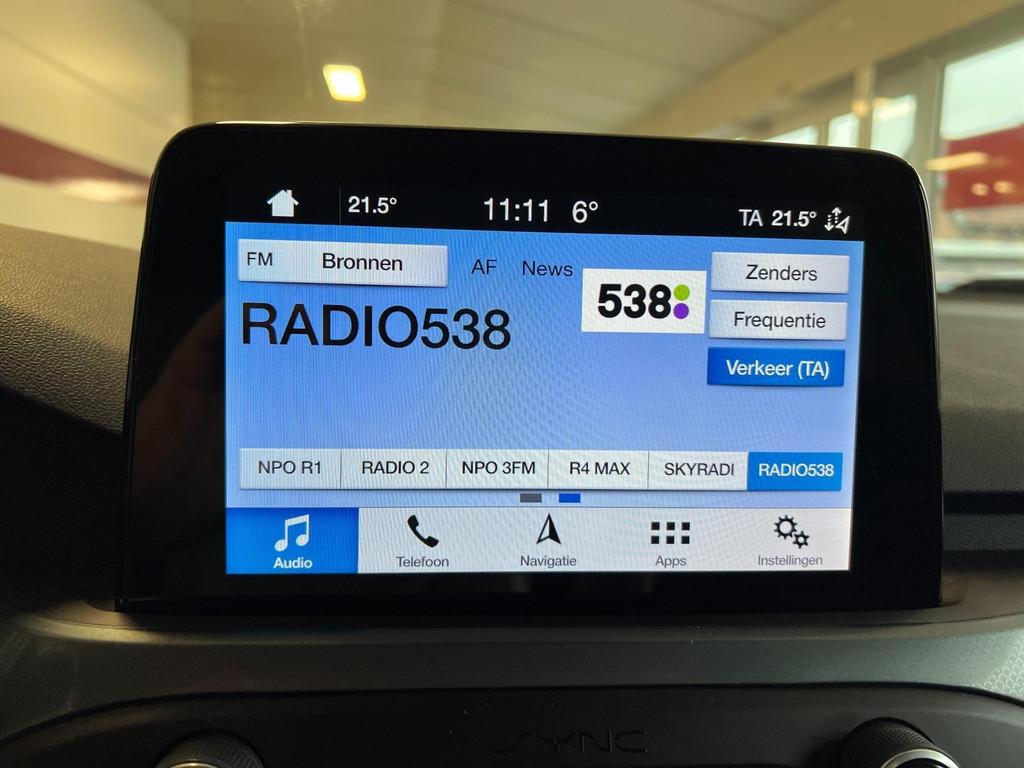 21.5° 11:11 6° TA 21.5°
FM Bronnen AF News
RADIO538
538
Zenders
Frequentie
Verkeer (TA)
NPO R1 RADIO 2 NPO 3FM R4 MAX SKYRADI RADIO538
Audio Telefoon Navigatie Apps Instellingen
SYNC